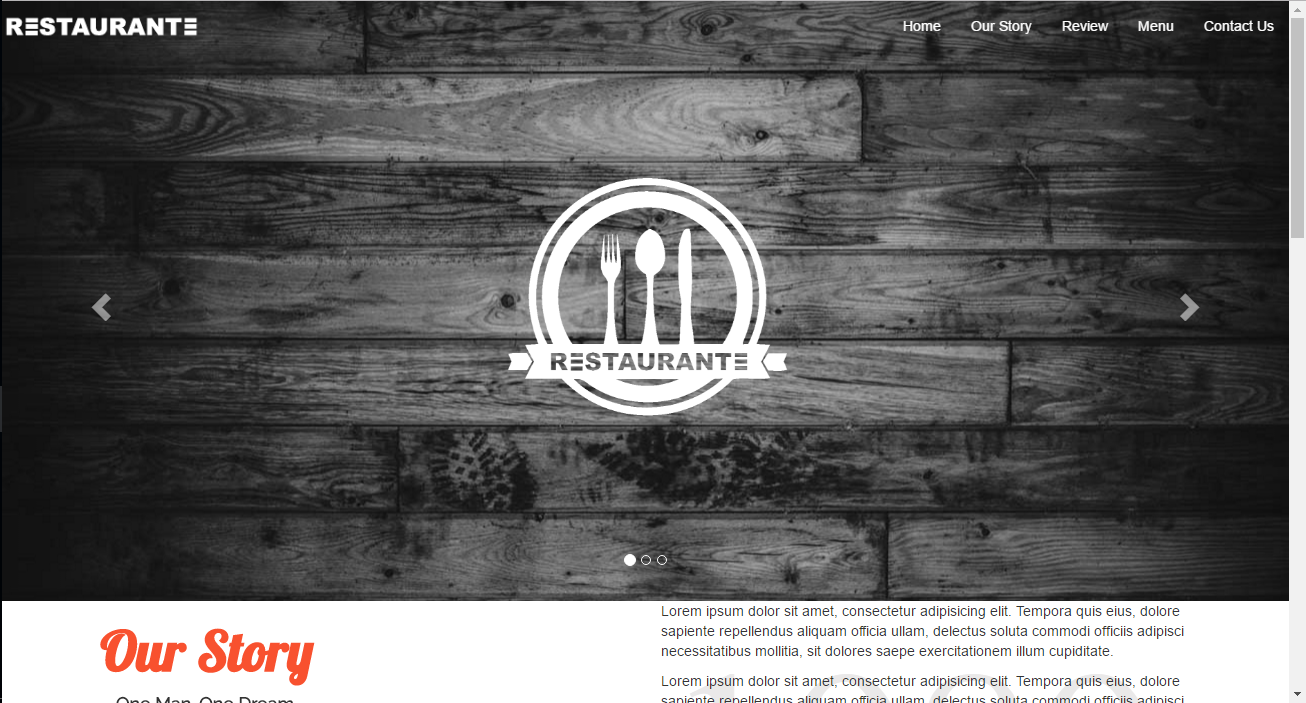 RESTAURANTE
Home Our Story Review Menu Contact Us
RESTAURANTE
Our Story
One Man, One Dream
Lorem ipsum dolor sit amet, consectetur adipisicing elit. Tempora quis eius, dolore
sapiente repellendus aliquam officia ullam, delectus soluta commodi officiis adipisci
necessitatibus mollitia, sit dolores saepe exercitationem illum cupiditate.
Lorem ipsum dolor sit amet, consectetur adipisicing elit. Tempora quis eius, dolore
sapiente repellendus aliquam officia ullam, delectus soluta commodi officiis adipisci